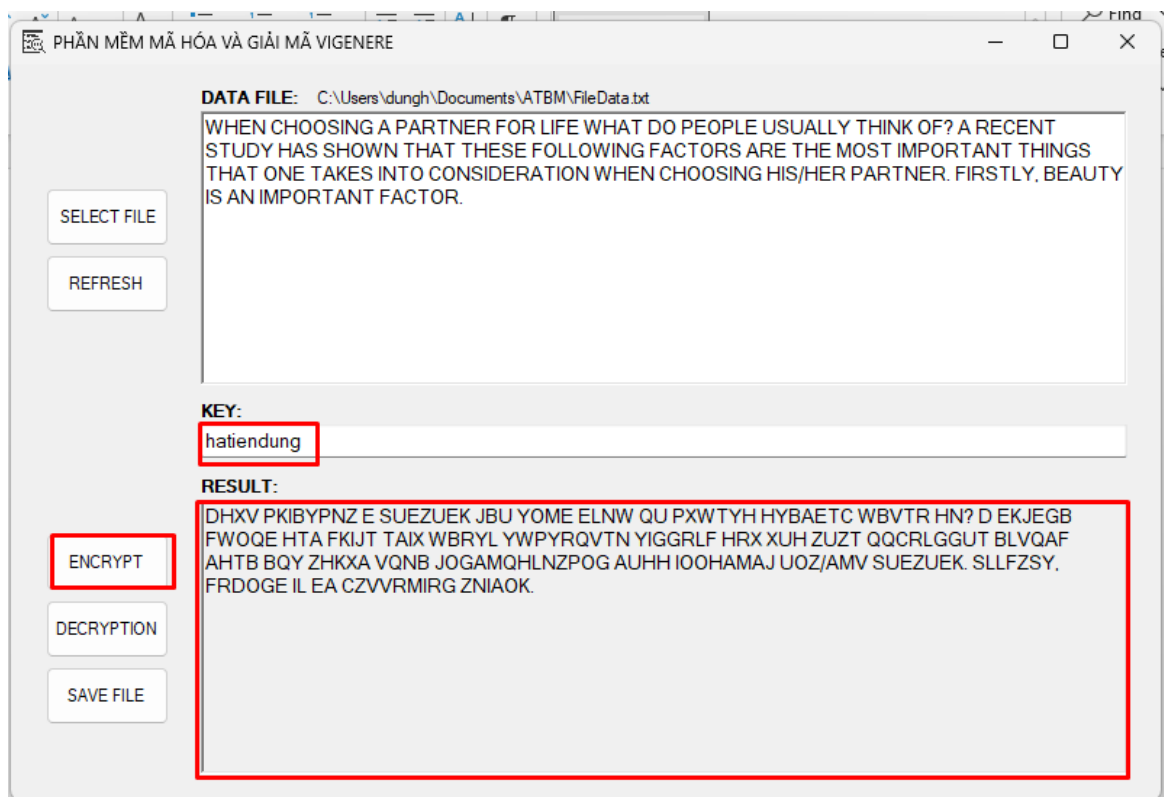 Find
PHẦN MỀM MÃ HÓA VÀ GIẢI MÃ VIGENERE
DATA FILE: C:\Users\dungh\Documents\ATBM\FileData.txt
WHEN CHOOSING A PARTNER FOR LIFE WHAT DO PEOPLE USUALLY THINK OF? A RECENT
STUDY HAS SHOWN THAT THESE FOLLOWING FACTORS ARE THE MOST IMPORTANT THINGS
THAT ONE TAKES INTO CONSIDERATION WHEN CHOOSING HIS/HER PARTNER. FIRSTLY, BEAUTY
IS AN IMPORTANT FACTOR.
SELECT FILE
REFRESH
KEY:
hatiendung
RESULT:
DHXV PKIBYPNZ E SUEZUEK JBU YOME ELNW QU PXWTYH HYBAETC WBVTR HN? D EKJEGB
FWOQE HTA FKIJT TAIX WBRYL YWPYRQVTN YIGGRLF HRX XUH ZUZT QQCRLGGUT BLVQAF
AHTB BQY ZHKXA VQNB JOGAMQHLNZPOG AUHH IOOHAMAJ UOZ/AMV SUEZUEK. SLLFZSY,
FRDOGE IL EA CZVVRMIRG ZNIAOK.
ENCRYPT
DECRYPTION
SAVE FILE